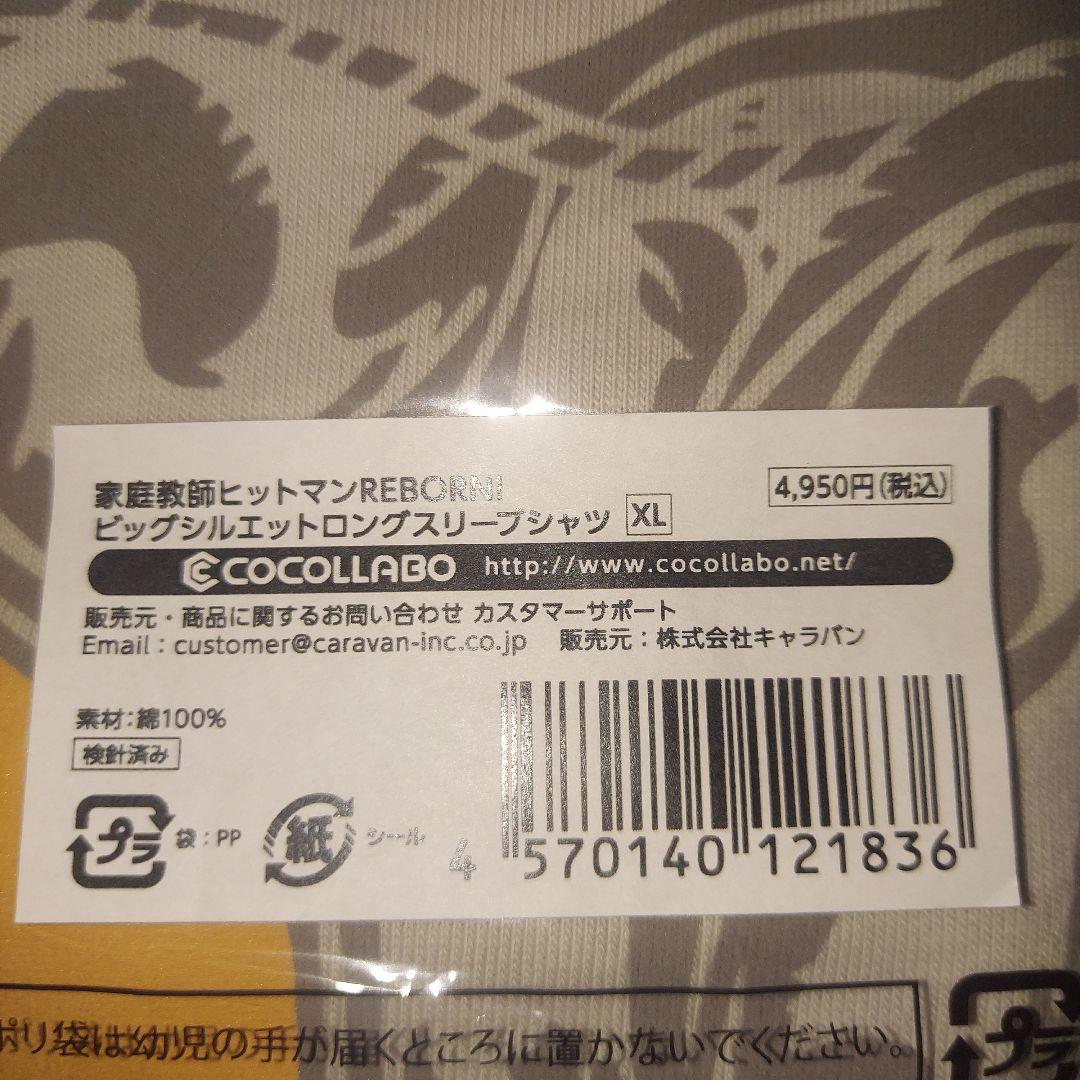 家庭教師ヒットマンREBORN!
ビッグシルエットロングスリーブシャツ XL
4,950円(税込)
COCOLLABO http://www.cocollabo.net/
販売元・商品に関するお問い合わせ カスタマーサポート
Email：customer@caravan-inc.co.jp 販売元：株式会社キャラバン
素材：綿100%
検針済み
プラ 袋：PP 紙 シール
4 570140 121836
ポリ袋は幼児の手が届くところに置かないでください。
プラ